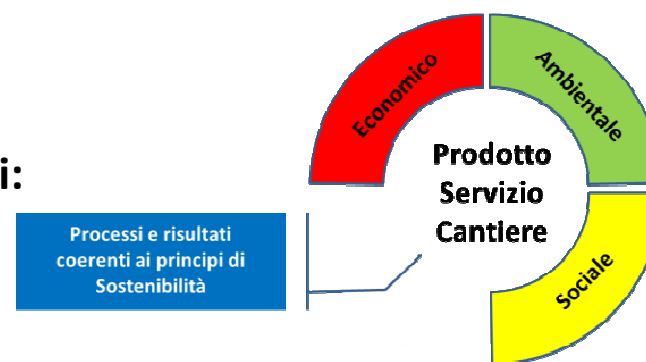 Economico
Ambientale
Prodotto
Servizio
Cantiere
i:
Processi e risultati
coerenti ai principi di
Sostenibilità
Sociale